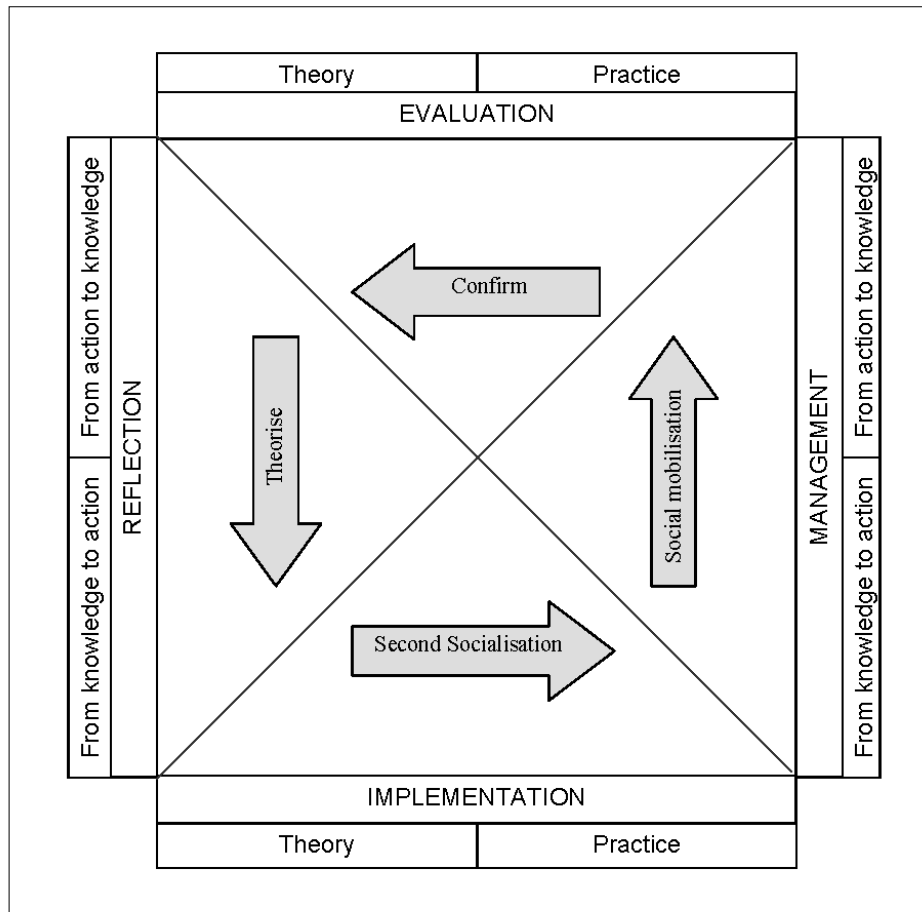 Theory
Practice
EVALUATION
From action to knowledge
From knowledge to action
REFLECTION
Confirm
Theorise
Social mobilisation
Second Socialisation
MANAGEMENT
From action to knowledge
From knowledge to action
IMPLEMENTATION
Theory
Practice